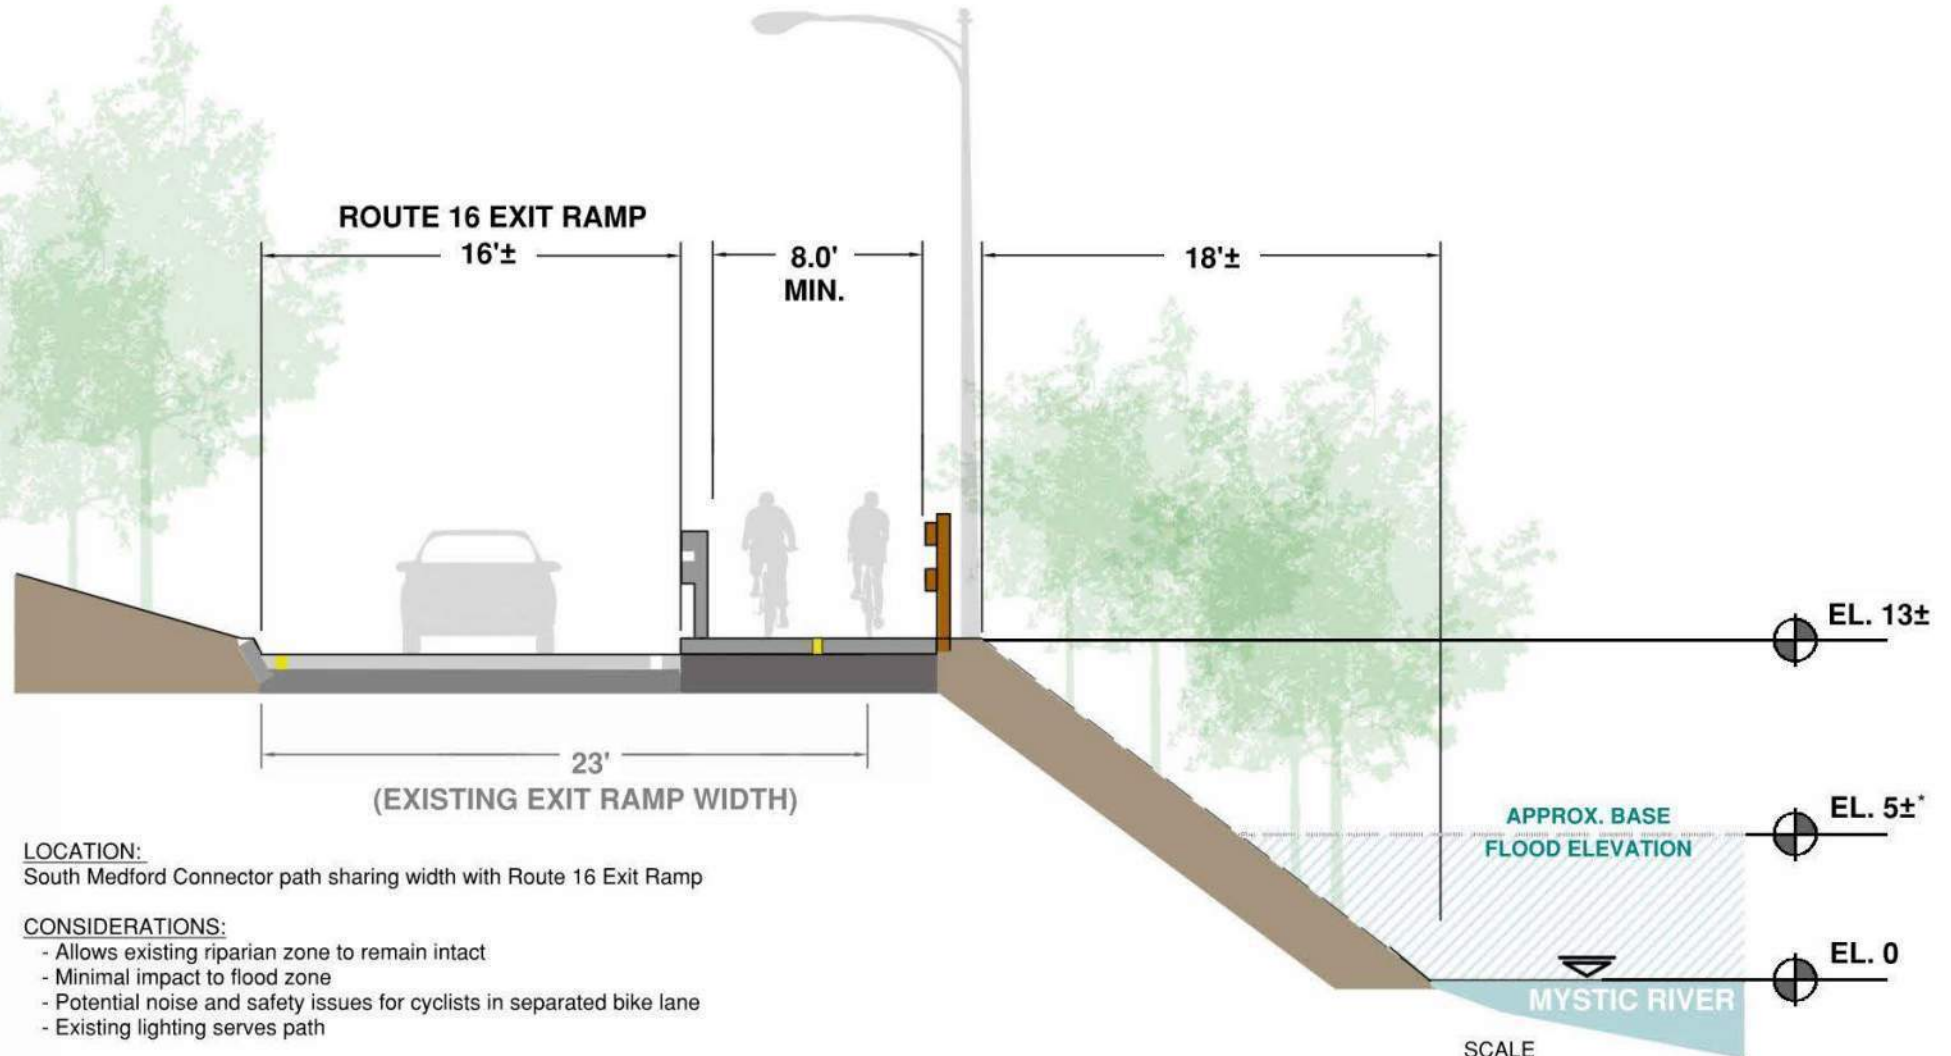 ROUTE 16 EXIT RAMP
16'±
8.0'
MIN.
18'±
EL. 13±
23'
(EXISTING EXIT RAMP WIDTH)
APPROX. BASE
FLOOD ELEVATION
EL. 5±*
LOCATION:
South Medford Connector path sharing width with Route 16 Exit Ramp
CONSIDERATIONS:
- Allows existing riparian zone to remain intact
- Minimal impact to flood zone
- Potential noise and safety issues for cyclists in separated bike lane
- Existing lighting serves path
EL. 0
MYSTIC RIVER
SCALE